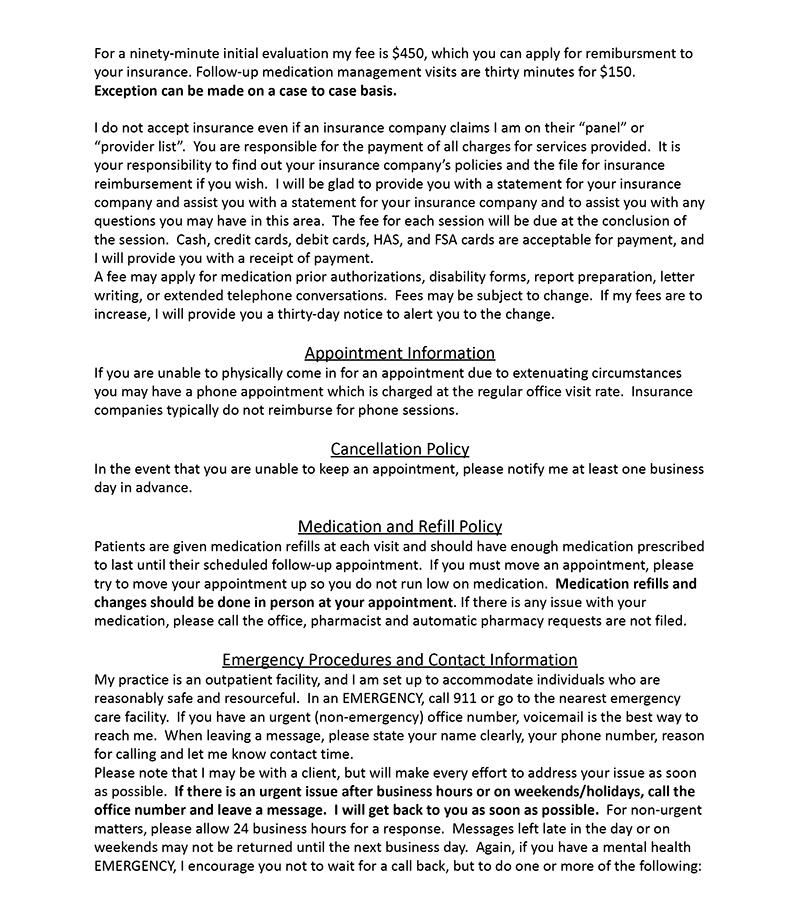 For a ninety-minute initial evaluation my fee is $450, which you can apply for remibursment to
your insurance. Follow-up medication management visits are thirty minutes for $150.
Exception can be made on a case to case basis.
I do not accept insurance even if an insurance company claims I am on their “panel” or
“provider list”.  You are responsible for the payment of all charges for services provided.  It is
your responsibility to find out your insurance company’s policies and the file for insurance
reimbursement if you wish.  I will be glad to provide you with a statement for your insurance
company and assist you with a statement for your insurance company and to assist you with any
questions you may have in this area.  The fee for each session will be due at the conclusion of
the session.  Cash, credit cards, debit cards, HAS, and FSA cards are acceptable for payment, and
I will provide you with a receipt of payment.
A fee may apply for medication prior authorizations, disability forms, report preparation, letter
writing, or extended telephone conversations.  Fees may be subject to change.  If my fees are to
increase, I will provide you a thirty-day notice to alert you to the change.
Appointment Information
If you are unable to physically come in for an appointment due to extenuating circumstances
you may have a phone appointment which is charged at the regular office visit rate.  Insurance
companies typically do not reimburse for phone sessions.
Cancellation Policy
In the event that you are unable to keep an appointment, please notify me at least one business
day in advance.
Medication and Refill Policy
Patients are given medication refills at each visit and should have enough medication prescribed
to last until their scheduled follow-up appointment.  If you must move an appointment, please
try to move your appointment up so you do not run low on medication.  Medication refills and
changes should be done in person at your appointment. If there is any issue with your
medication, please call the office, pharmacist and automatic pharmacy requests are not filed.
Emergency Procedures and Contact Information
My practice is an outpatient facility, and I am set up to accommodate individuals who are
reasonably safe and resourceful.  In an EMERGENCY, call 911 or go to the nearest emergency
care facility.  If you have an urgent (non-emergency) office number, voicemail is the best way to
reach me.  When leaving a message, please state your name clearly, your phone number, reason
for calling and let me know contact time.
Please note that I may be with a client, but will make every effort to address your issue as soon
as possible.  If there is an urgent issue after business hours or on weekends/holidays, call the
office number and leave a message.  I will get back to you as soon as possible.  For non-urgent
matters, please allow 24 business hours for a response.  Messages left late in the day or on
weekends may not be returned until the next business day.  Again, if you have a mental health
EMERGENCY, I encourage you not to wait for a call back, but to do one or more of the following: